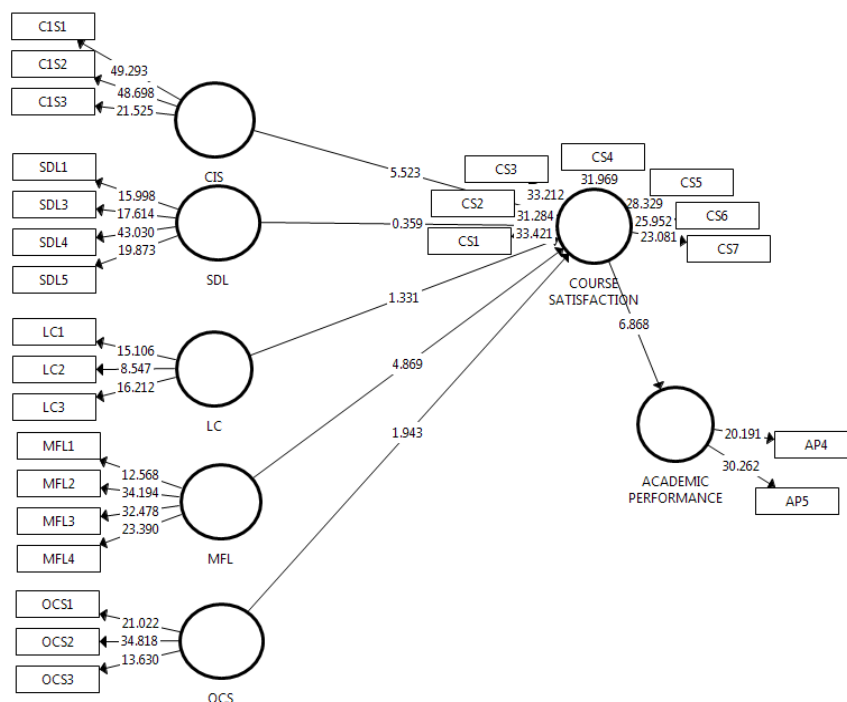 C1S1
49.293
C1S2
48.698
C1S3
21.525
CIS
5.523
SDL1
15.998
SDL3
17.614
SDL4
43.030
SDL5
19.873
SDL
0.359
CS3
33.212
CS4
31.969
CS2
31.284
CS5
28.329
CS6
25.952
CS1
33.421
CS7
23.081
COURSE
SATISFACTION
LC1
15.106
LC2
8.547
LC3
16.212
LC
1.331
6.868
MFL1
12.568
MFL2
34.194
MFL3
32.478
MFL4
23.390
MFL
4.869
ACADEMIC
PERFORMANCE
20.191
AP4
30.262
AP5
OCS1
21.022
OCS2
34.818
OCS3
13.630
OCS
1.943